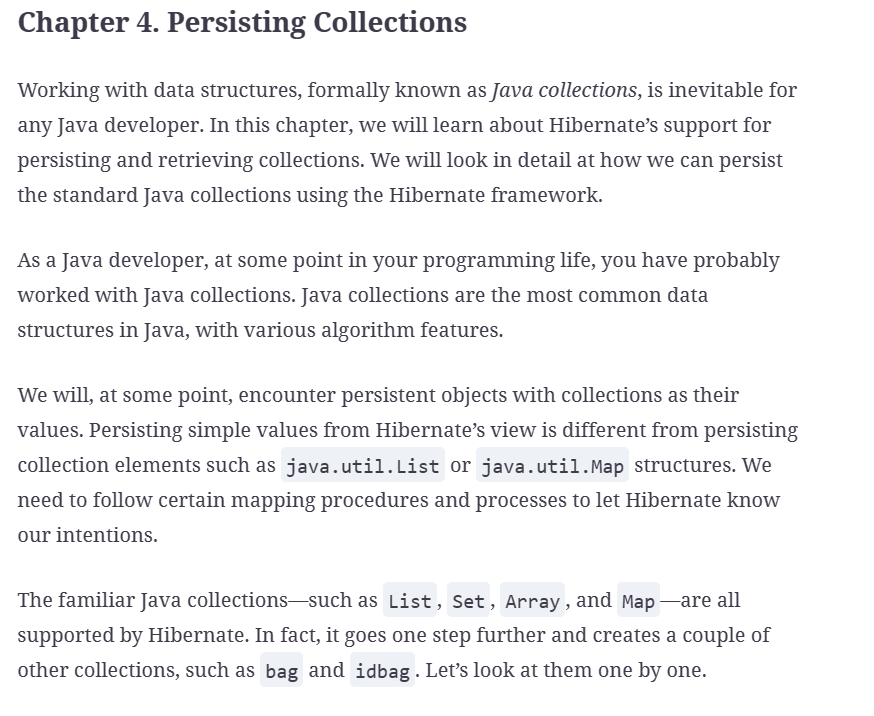 Chapter 4. Persisting Collections
Working with data structures, formally known as Java collections, is inevitable for
any Java developer. In this chapter, we will learn about Hibernate’s support for
persisting and retrieving collections. We will look in detail at how we can persist
the standard Java collections using the Hibernate framework.
As a Java developer, at some point in your programming life, you have probably
worked with Java collections. Java collections are the most common data
structures in Java, with various algorithm features.
We will, at some point, encounter persistent objects with collections as their
values. Persisting simple values from Hibernate’s view is different from persisting
collection elements such as java.util.List or java.util.Map structures. We
need to follow certain mapping procedures and processes to let Hibernate know
our intentions.
The familiar Java collections—such as List, Set, Array, and Map—are all
supported by Hibernate. In fact, it goes one step further and creates a couple of
other collections, such as bag and idbag. Let’s look at them one by one.